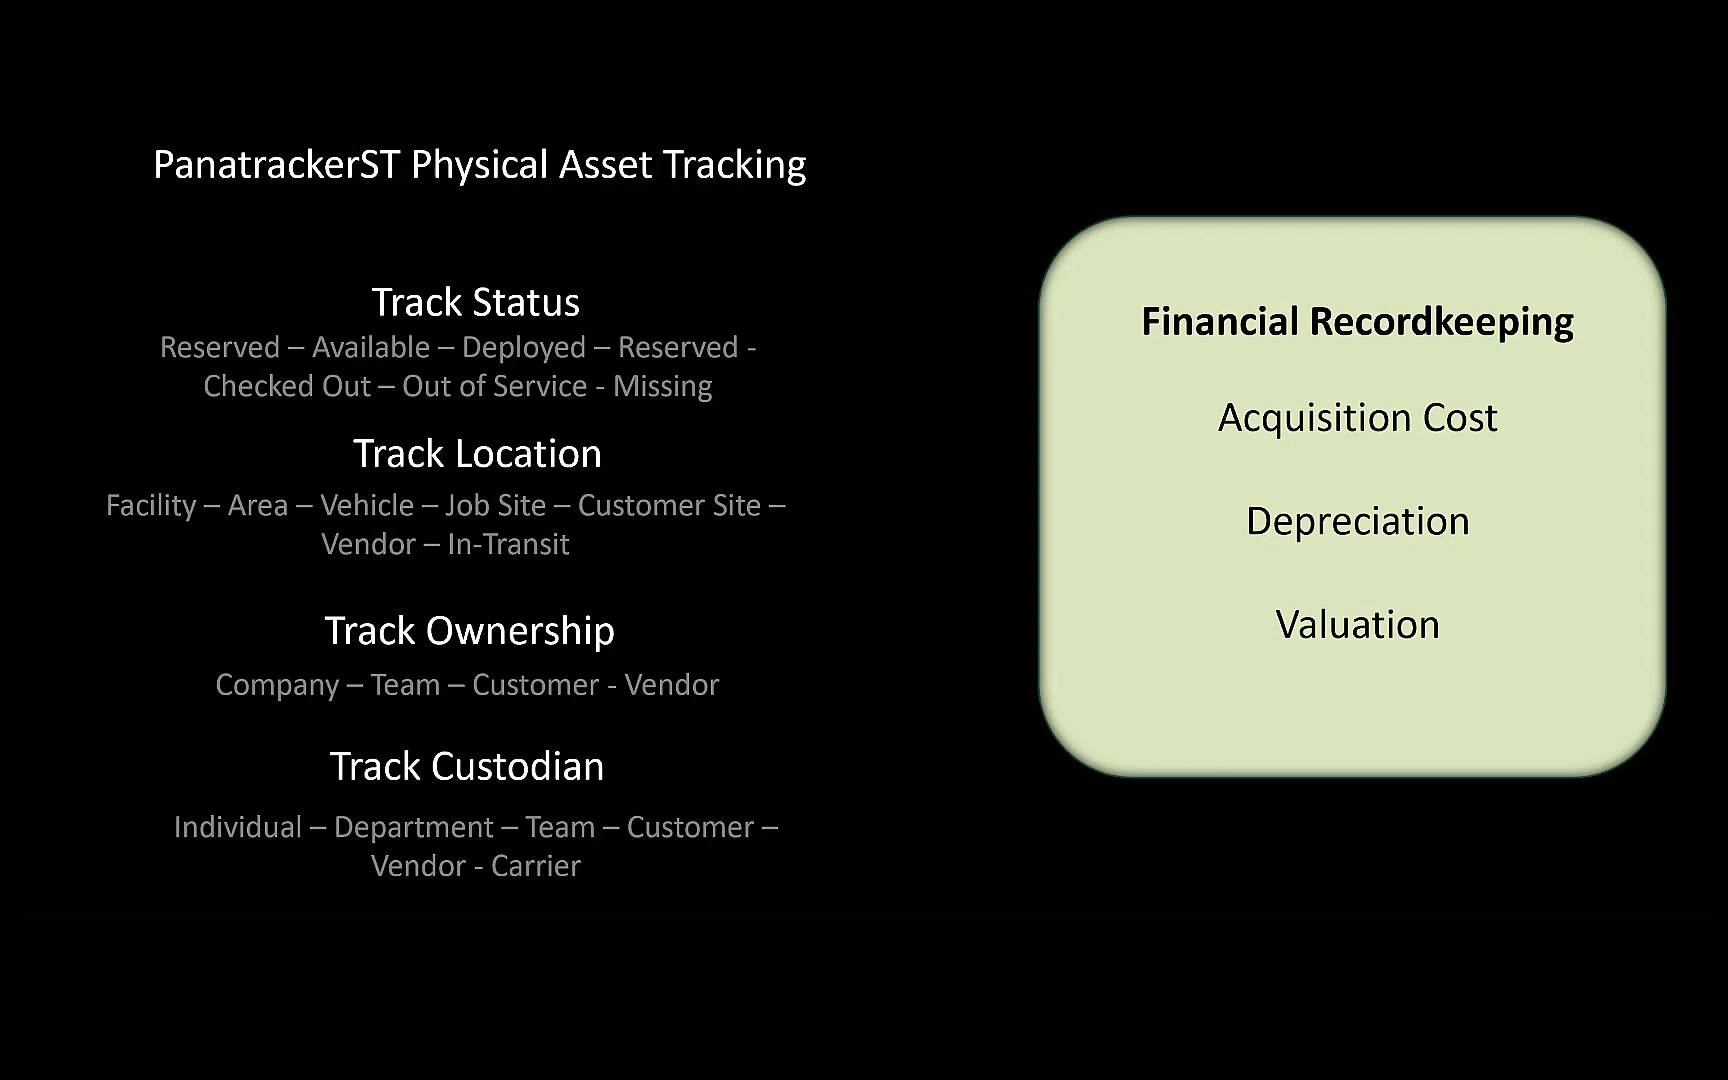 PanatrackerST Physical Asset Tracking
Track Status
Reserved – Available – Deployed – Reserved -
Checked Out – Out of Service - Missing
Track Location
Facility – Area – Vehicle – Job Site – Customer Site –
Vendor – In-Transit
Track Ownership
Company – Team – Customer - Vendor
Track Custodian
Individual – Department – Team – Customer –
Vendor - Carrier
Financial Recordkeeping
Acquisition Cost
Depreciation
Valuation